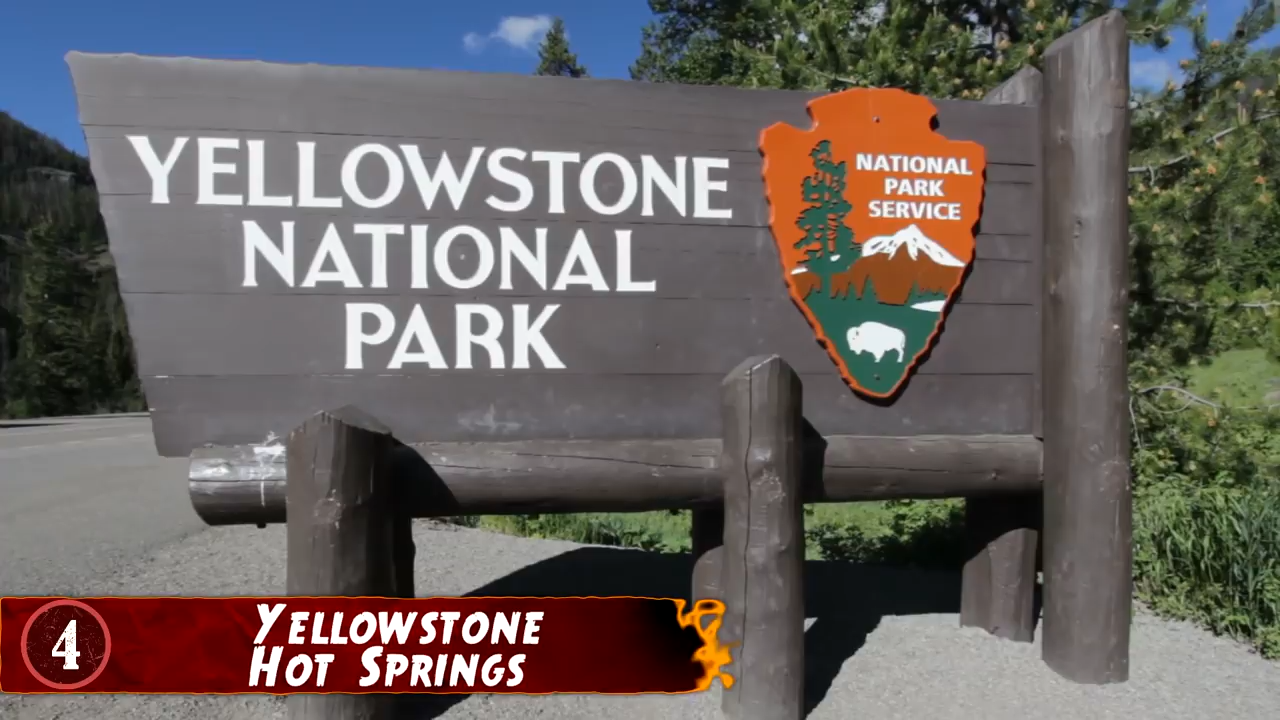 YELLOWSTONE
NATIONAL
PARK
NATIONAL
PARK
SERVICE
4
YELLOWSTONE
HOT SPRINGS